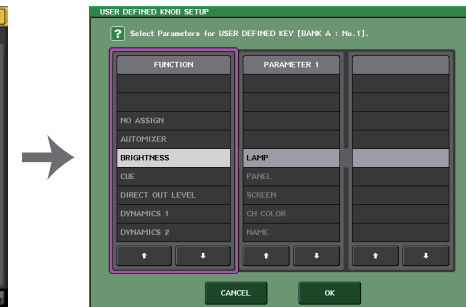 USER DEFINED KNOB SETUP
? Select Parameters for USER DEFINED KEY [BANK A : No.1].
FUNCTION
PARAMETER 1
NO ASSIGN
AUTOMIXER
BRIGHTNESS
LAMP
CUE
PANEL
DIRECT OUT LEVEL
SCREEN
DYNAMICS 1
CH COLOR
DYNAMICS 2
NAME
CANCEL
OK